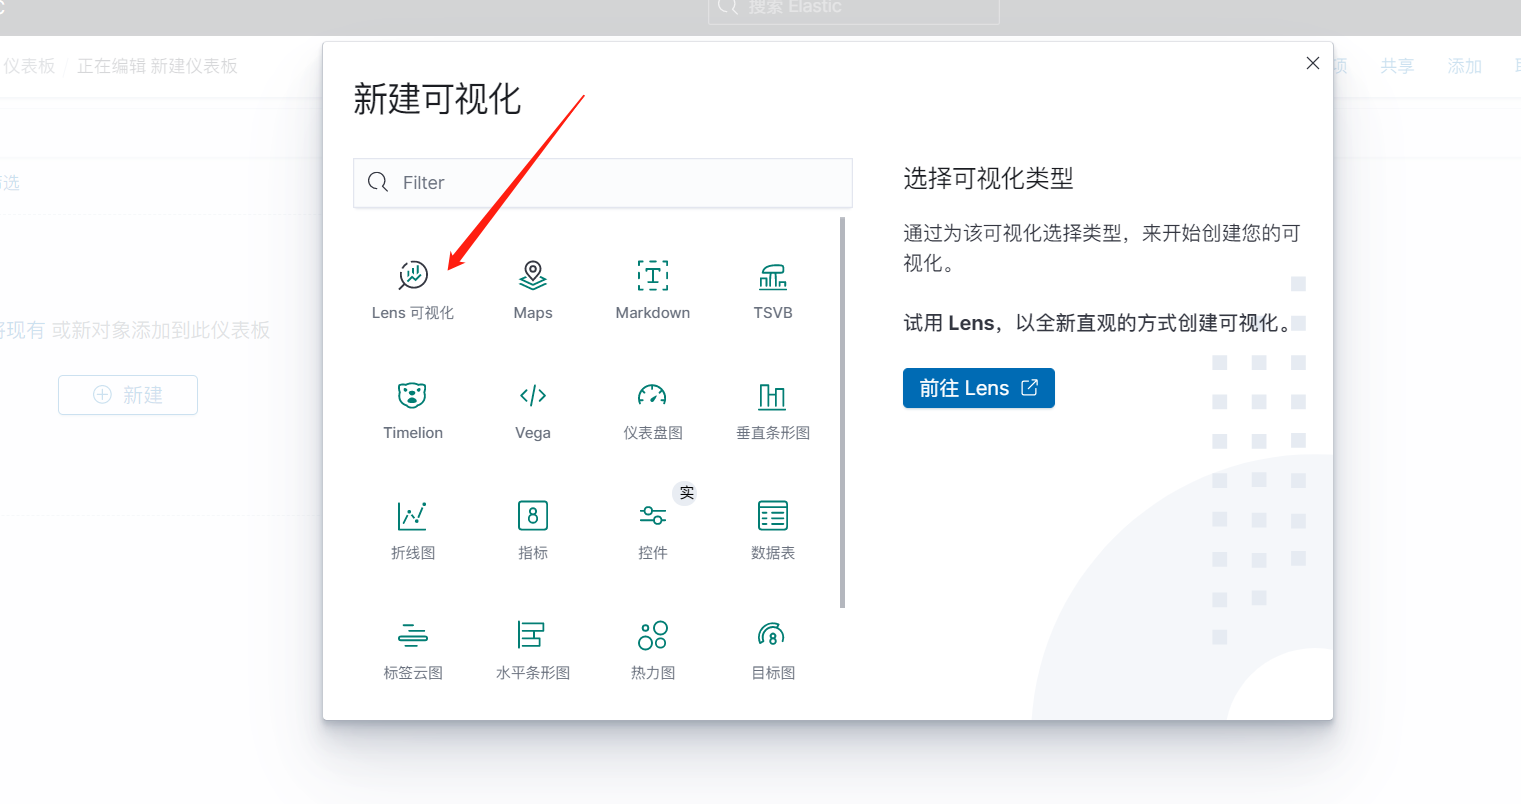 搜索 Elastic
仪表板 / 正在编辑 新建仪表板
项 共享 添加
新建可视化
Filter
选择可视化类型
通过为该可视化选择类型，来开始创建您的可
视化。
试用 Lens，以全新直观的方式创建可视化。
前往 Lens
筛选
将现有 或新对象添加到此仪表板
新建
Lens 可视化
Maps
Markdown
TSVB
Timelion
Vega
仪表盘图
垂直条形图
折线图
指标
实
控件
数据表
标签云图
水平条形图
热力图
目标图